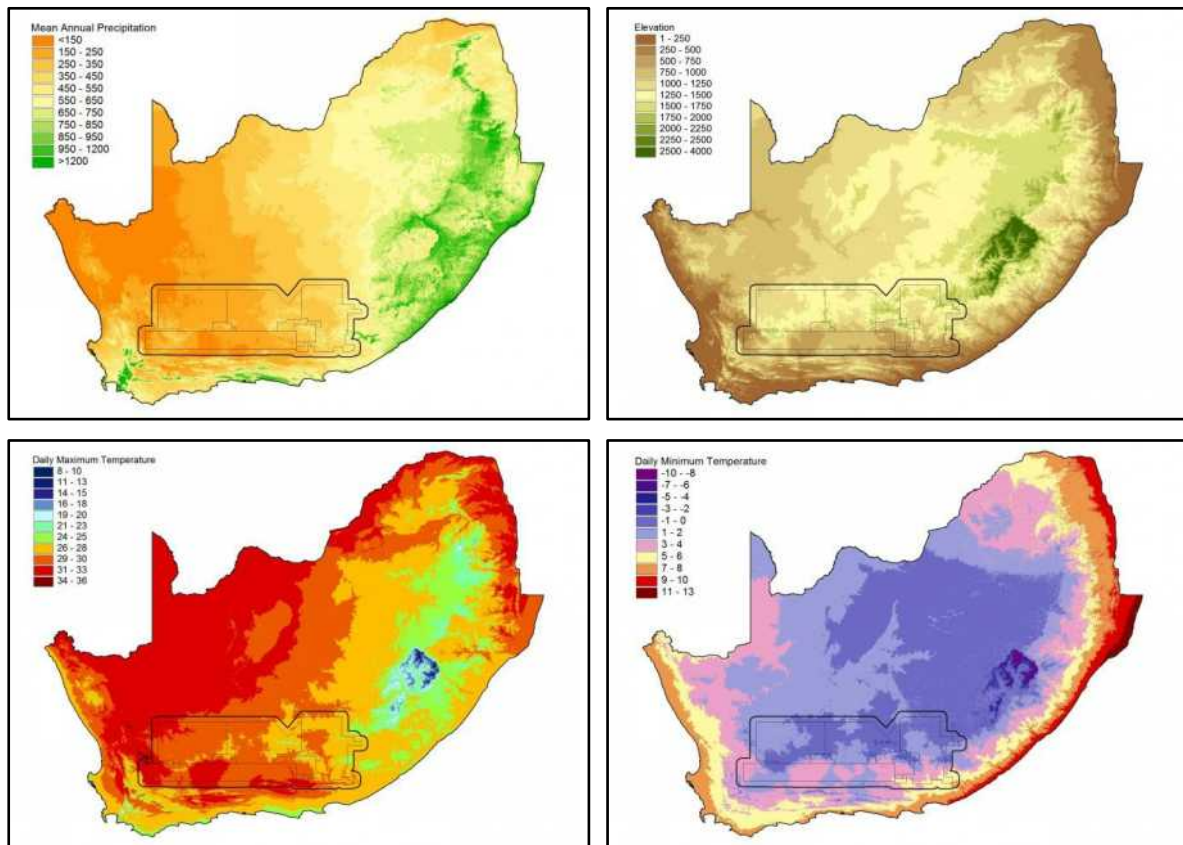 Mean Annual Precipitation
<150
150 - 250
250 - 350
350 - 450
450 - 550
550 - 650
650 - 750
750 - 850
850 - 950
950 - 1200
>1200
Elevation
1 - 250
250 - 500
500 - 750
750 - 1000
1000 - 1250
1250 - 1500
1500 - 1750
1750 - 2000
2000 - 2250
2250 - 2500
2500 - 4000
Daily Maximum Temperature
8 - 10
11 - 13
14 - 15
16 - 18
19 - 20
21 - 23
24 - 25
26 - 28
29 - 30
31 - 33
34 - 36
Daily Minimum Temperature
-10 - -8
-7 - -6
-5 - -4
-3 - -2
-1 - 0
1 - 2
3 - 4
5 - 6
7 - 8
9 - 10
11 - 13